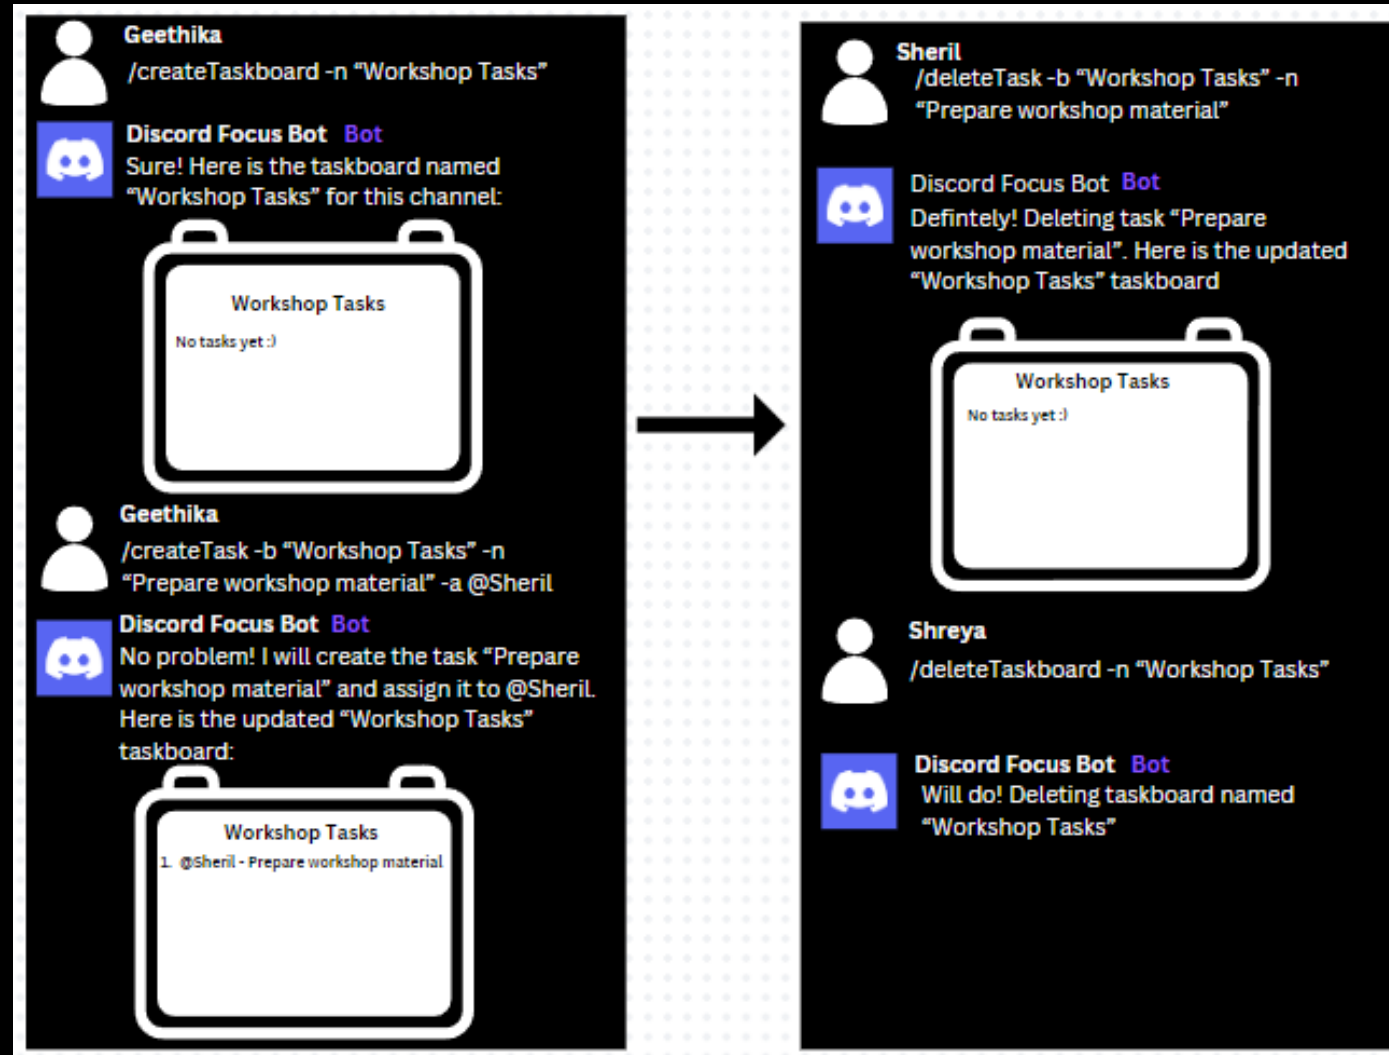 Geethika
/createTaskboard -n “Workshop Tasks”
Discord Focus Bot Bot
Sure! Here is the taskboard named
“Workshop Tasks” for this channel:
Workshop Tasks
No tasks yet :)
Geethika
/createTask -b “Workshop Tasks” -n
“Prepare workshop material” -a @Sheril
Discord Focus Bot Bot
No problem! I will create the task “Prepare
workshop material” and assign it to @Sheril.
Here is the updated “Workshop Tasks”
taskboard:
Workshop Tasks
1. @Sheril - Prepare workshop material
Sheril
/deleteTask -b “Workshop Tasks” -n
“Prepare workshop material”
Discord Focus Bot Bot
Defintely! Deleting task “Prepare
workshop material”. Here is the updated
“Workshop Tasks” taskboard
Workshop Tasks
No tasks yet :)
Shreya
/deleteTaskboard -n “Workshop Tasks”
Discord Focus Bot Bot
Will do! Deleting taskboard named
“Workshop Tasks”